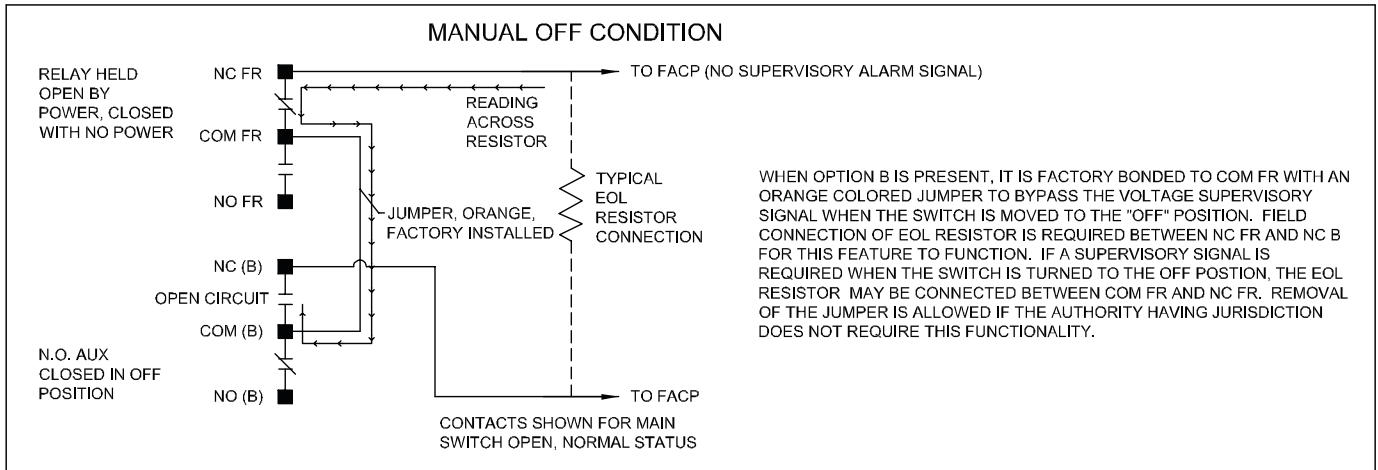 MANUAL OFF CONDITION
RELAY HELD
OPEN BY
POWER, CLOSED
WITH NO POWER
NC FR
COM FR
NO FR
TO FACP (NO SUPERVISORY ALARM SIGNAL)
READING
ACROSS
RESISTOR
TYPICAL
EOL
RESISTOR
CONNECTION
JUMPER, ORANGE,
FACTORY INSTALLED
NC (B)
OPEN CIRCUIT
COM (B)
N.O. AUX
CLOSED IN OFF
POSITION
NO (B)
TO FACP
CONTACTS SHOWN FOR MAIN
SWITCH OPEN, NORMAL STATUS
WHEN OPTION B IS PRESENT, IT IS FACTORY BONDED TO COM FR WITH AN
ORANGE COLORED JUMPER TO BYPASS THE VOLTAGE SUPERVISORY
SIGNAL WHEN THE SWITCH IS MOVED TO THE "OFF" POSITION. FIELD
CONNECTION OF EOL RESISTOR IS REQUIRED BETWEEN NC FR AND NC B
FOR THIS FEATURE TO FUNCTION. IF A SUPERVISORY SIGNAL IS
REQUIRED WHEN THE SWITCH IS TURNED TO THE OFF POSTION, THE EOL
RESISTOR MAY BE CONNECTED BETWEEN COM FR AND NC FR. REMOVAL
OF THE JUMPER IS ALLOWED IF THE AUTHORITY HAVING JURISDICTION
DOES NOT REQUIRE THIS FUNCTIONALITY.